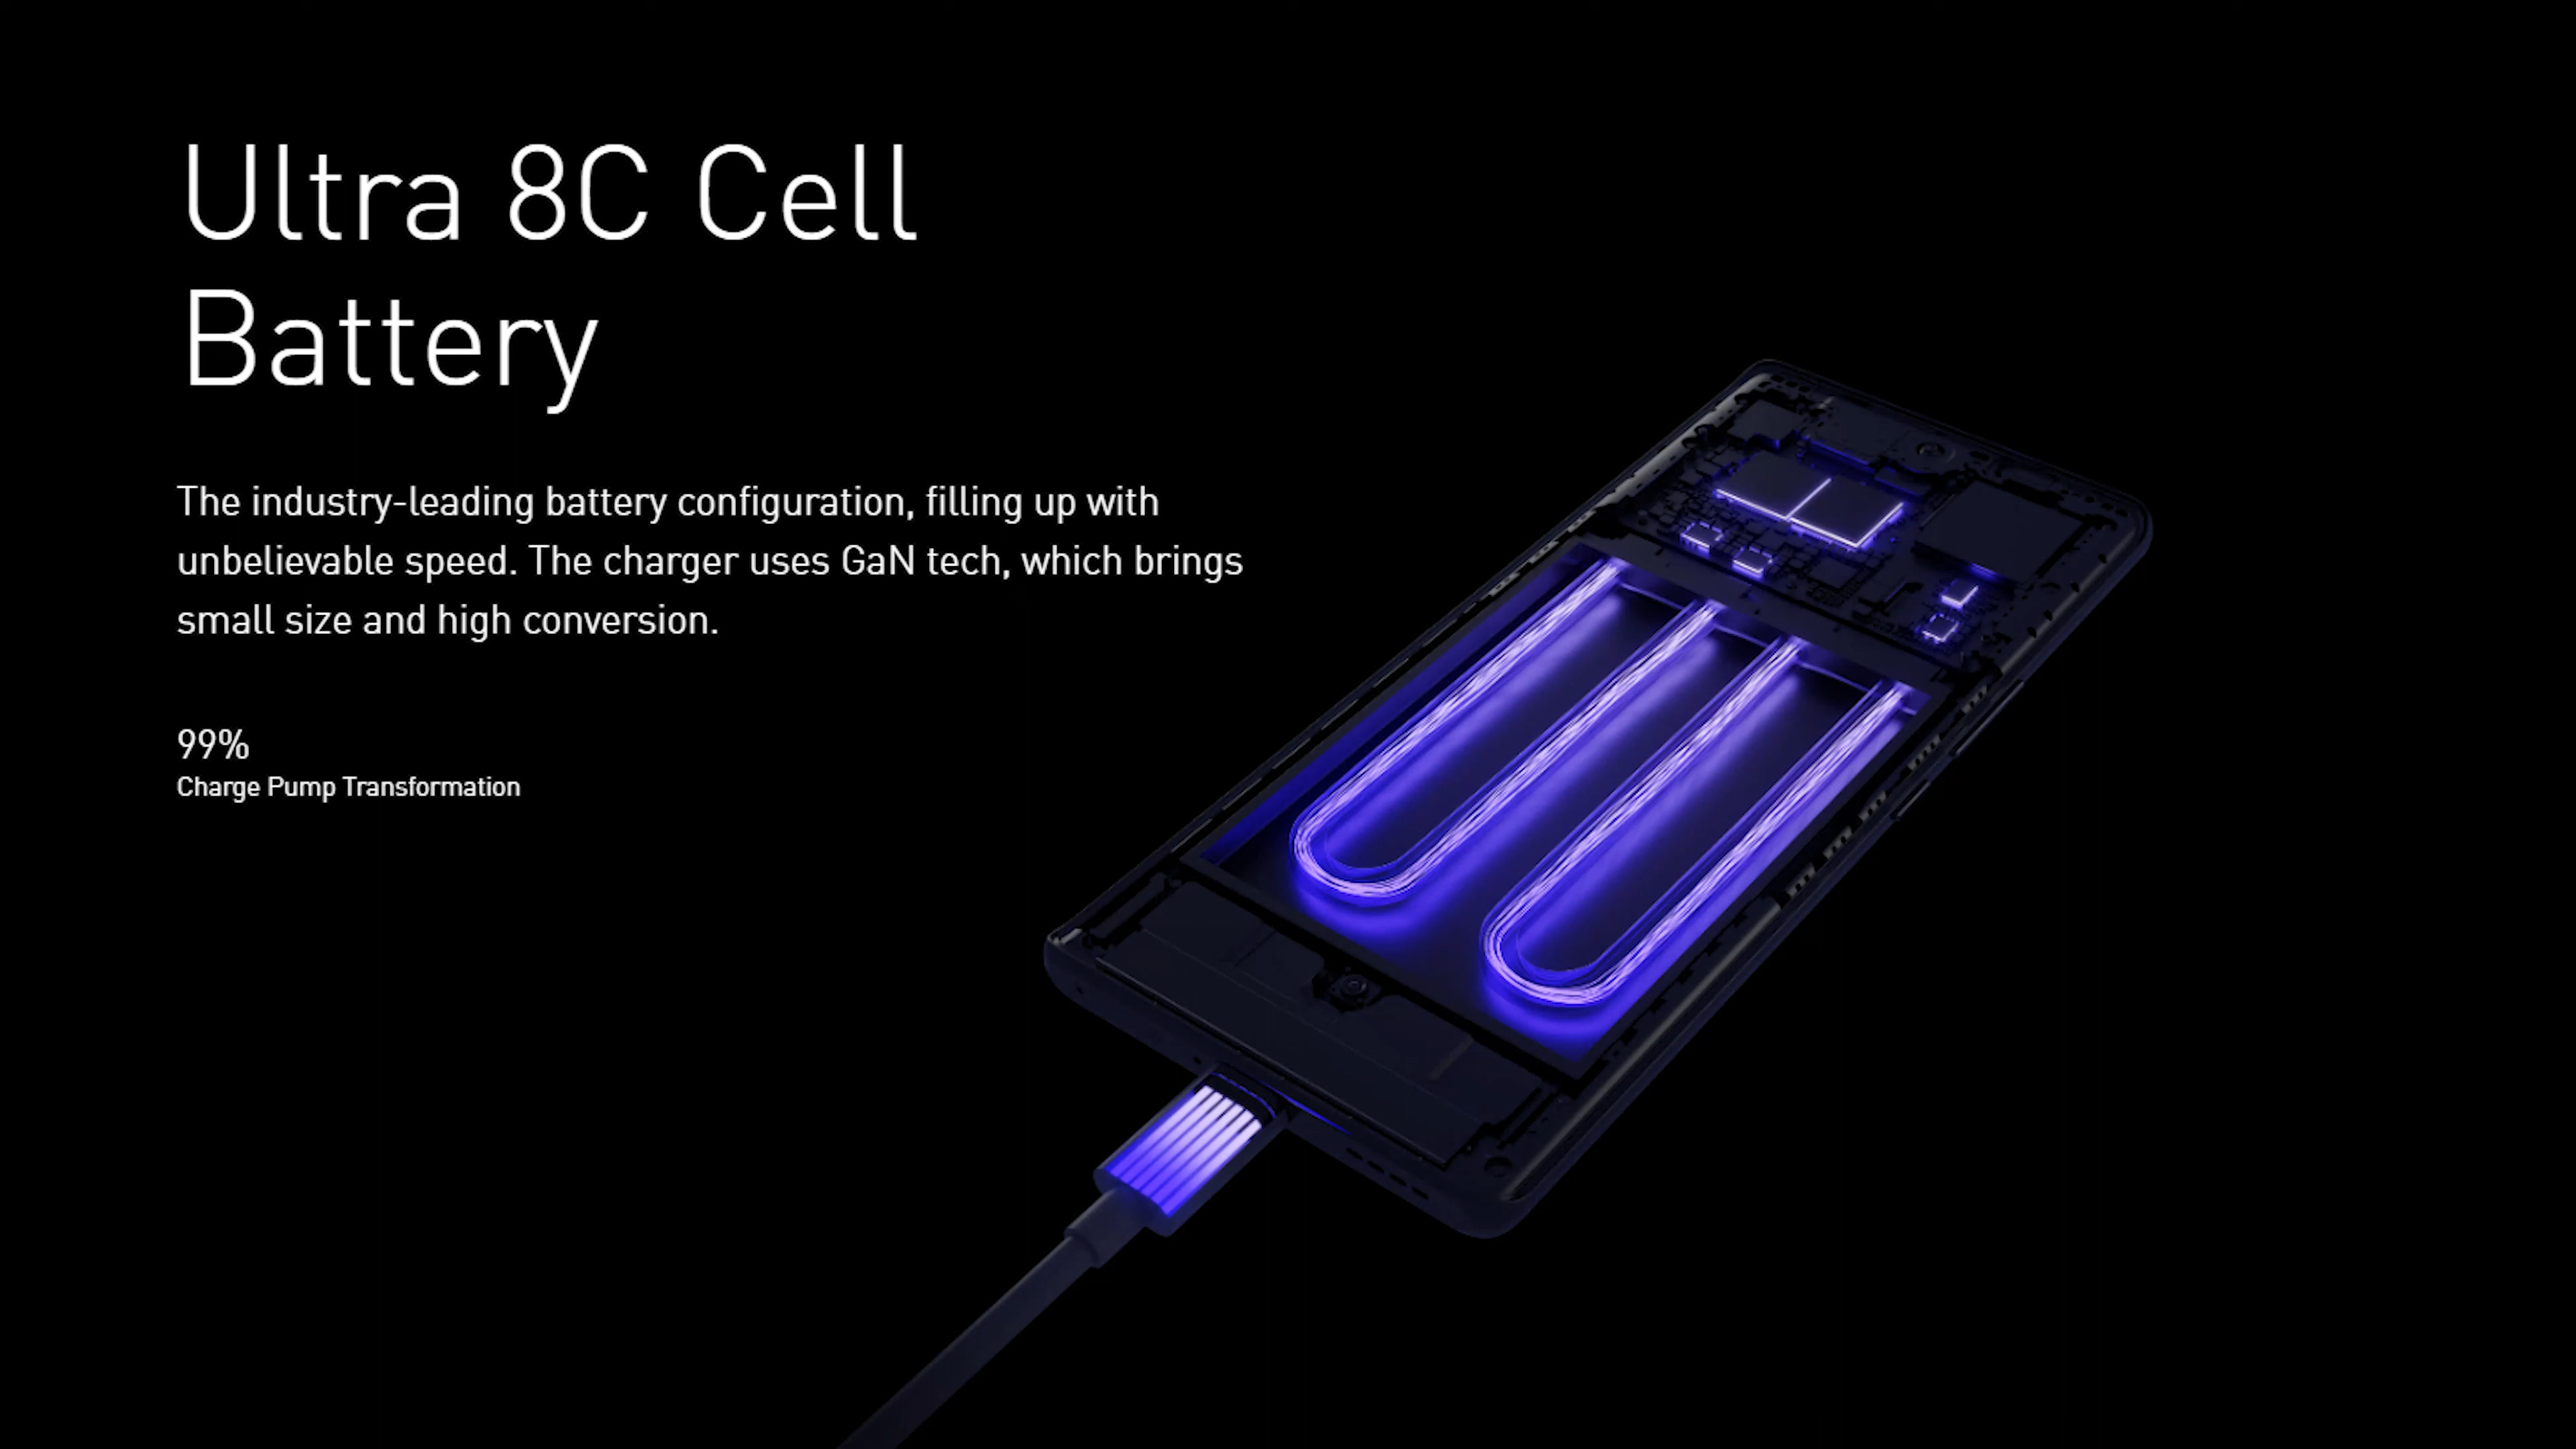 Ultra 8C Cell
Battery
The industry-leading battery configuration, filling up with
unbelievable speed. The charger uses GaN tech, which brings
small size and high conversion.
99%
Charge Pump Transformation